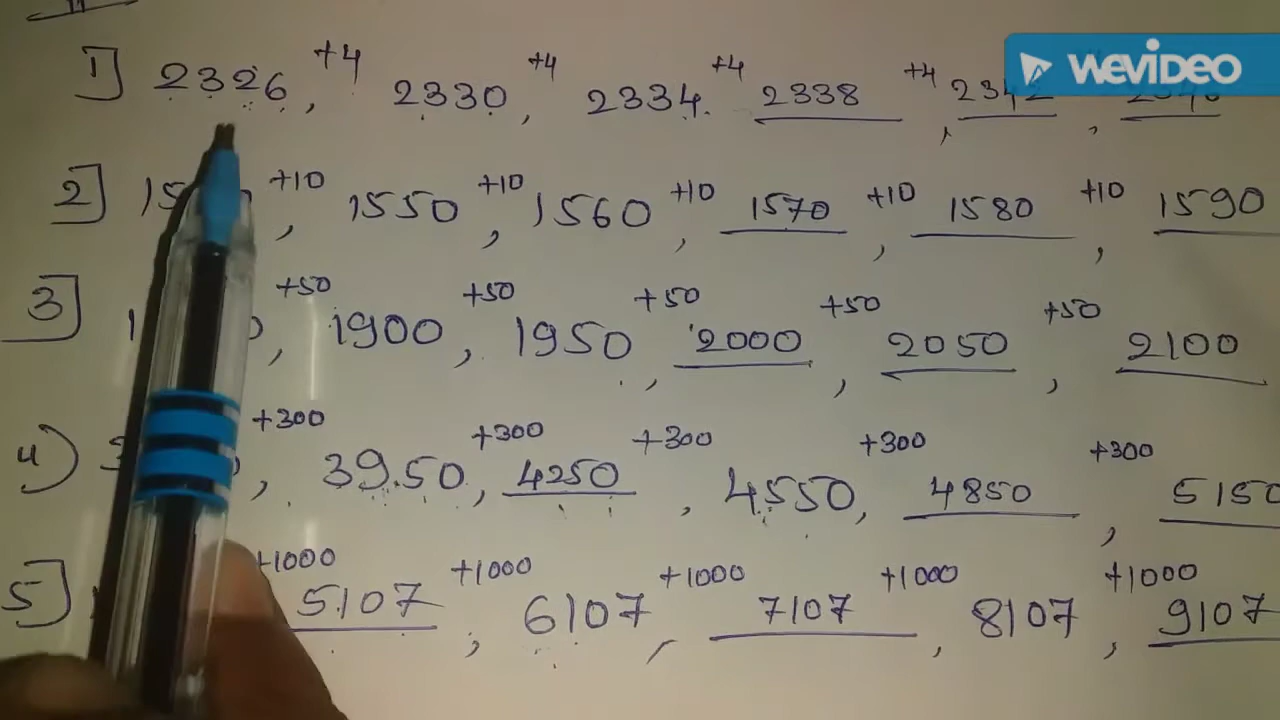 WEVIDEO
1] 2326, +4 2330, +4 2334. +4 2338 +4, 2342,
2] +10, 1550 +10, 1560 +10, 1570 +10, 1580 +10, 1590
3] +50, 1900 +50, 1950 +50, 2000 +50, 2050 +50, 2100
4) +300, 3950 +300, 4250 +300, 4550 +300, 4850 +300, 5150
5] +1000 5107 +1000, 6107 +1000, 7107 +1000, 8107 +1000, 9107